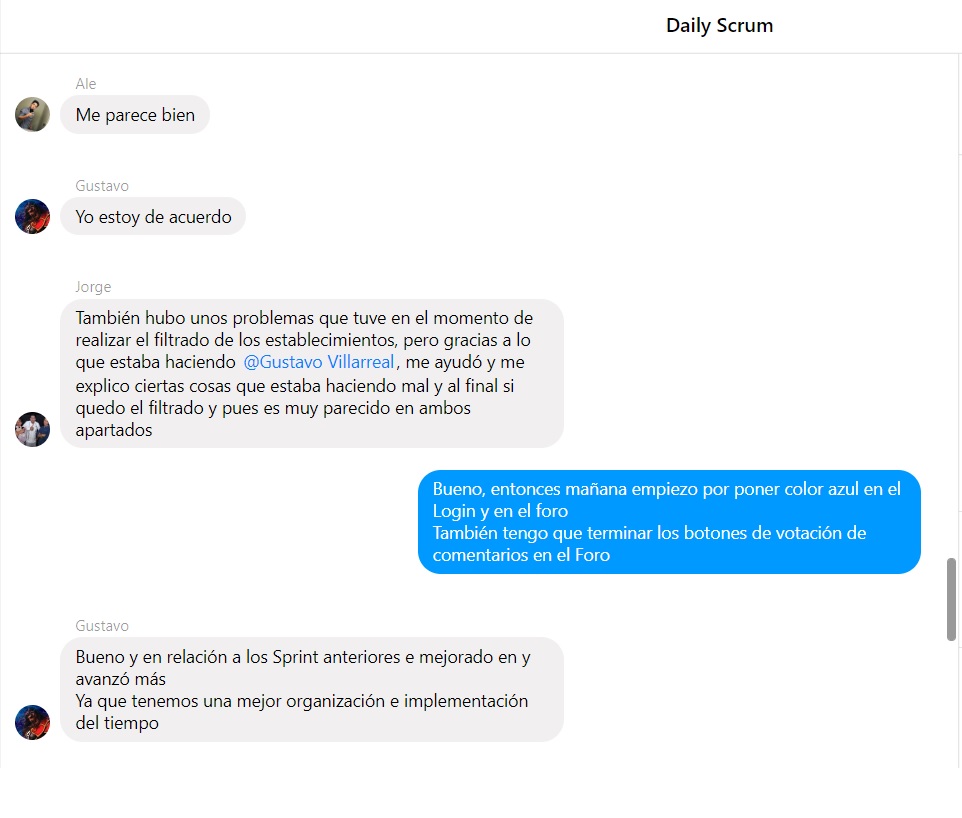 Daily Scrum
Ale
Me parece bien
Gustavo
Yo estoy de acuerdo
Jorge
También hubo unos problemas que tuve en el momento de
realizar el filtrado de los establecimientos, pero gracias a lo
que estaba haciendo @Gustavo Villarreal, me ayudó y me
explico ciertas cosas que estaba haciendo mal y al final si
quedo el filtrado y pues es muy parecido en ambos
apartados
Bueno, entonces mañana empiezo por poner color azul en el
Login y en el foro
También tengo que terminar los botones de votación de
comentarios en el Foro
Gustavo
Bueno y en relación a los Sprint anteriores e mejorado en y
avanzó más
Ya que tenemos una mejor organización e implementación
del tiempo